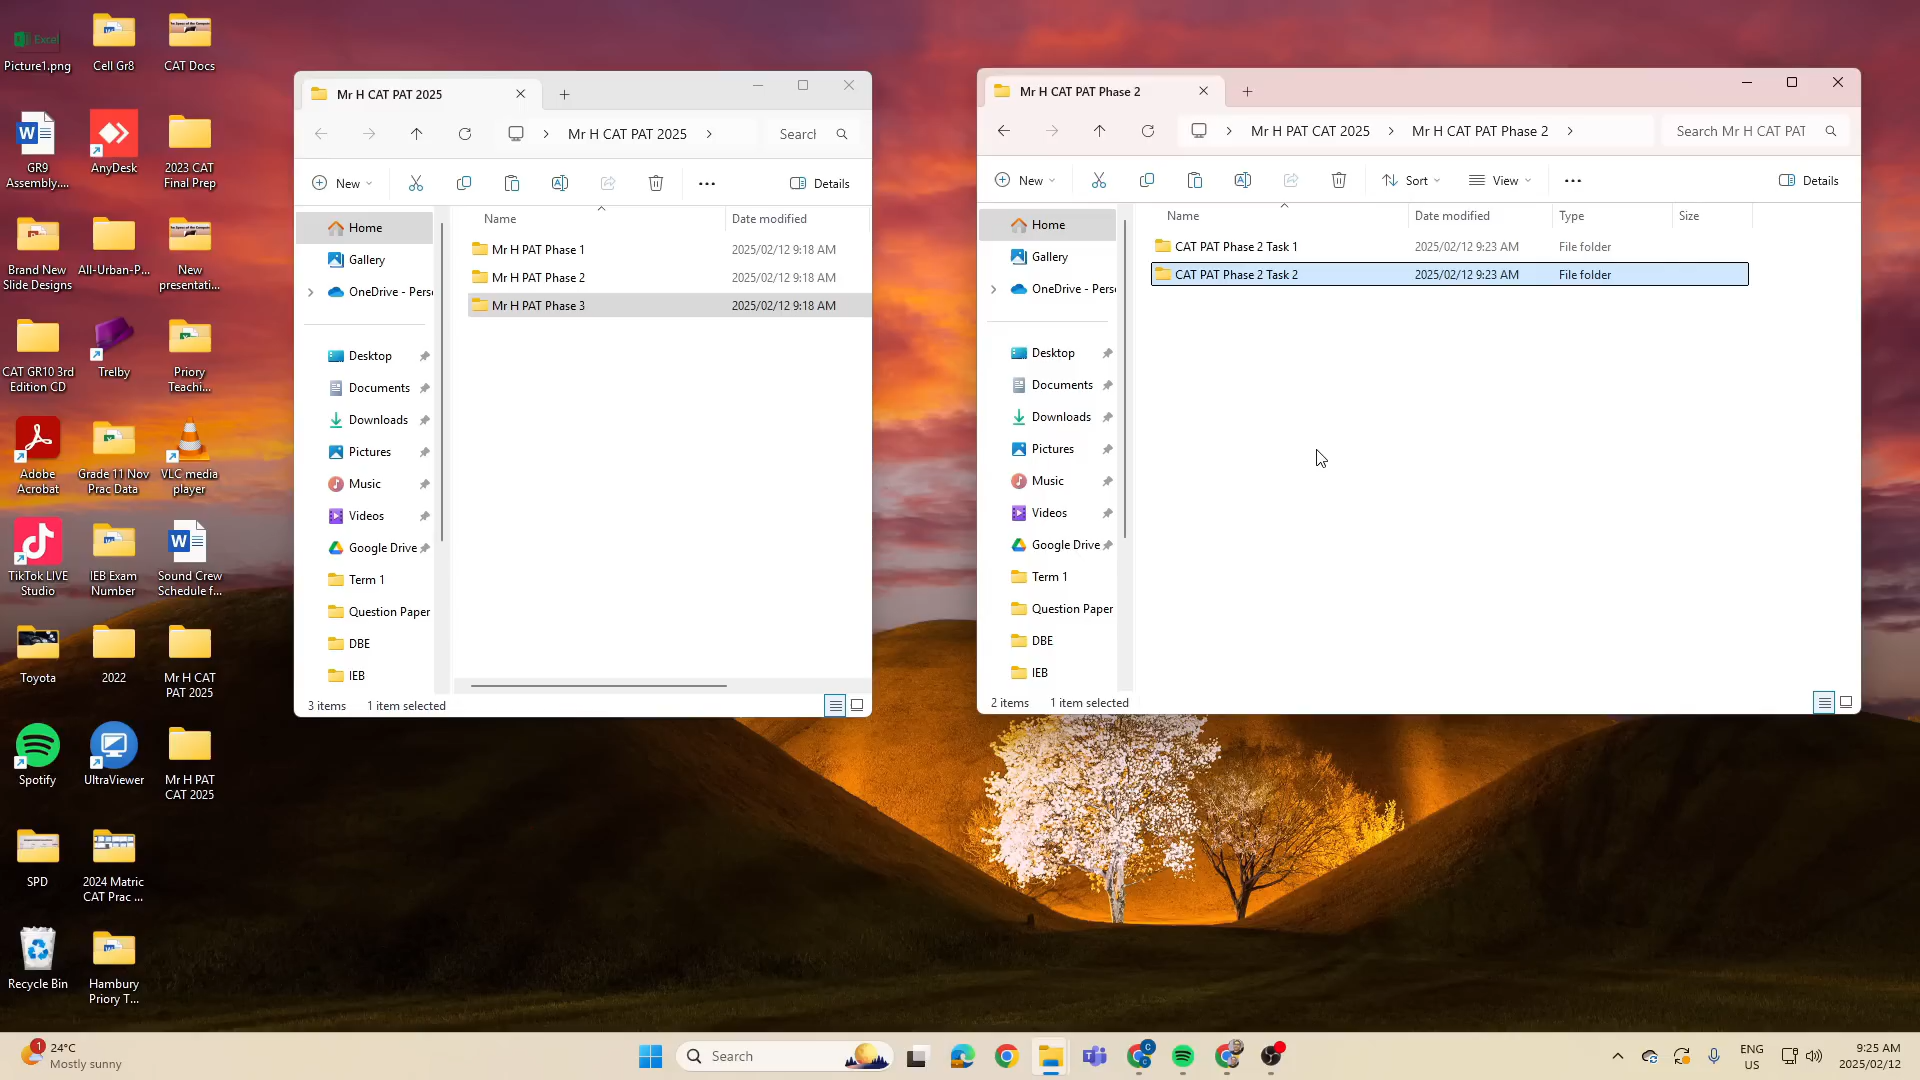 Excel
Picture1.png
Cell Gr8
CAT Docs
GR9
Assembly....
AnyDesk
2023 CAT
Final Prep
Brand New
Slide Designs
All-Urban-P...
New
presentati...
CAT GR10 3rd
Edition CD
Trelby
Priory
Teachi...
Adobe
Acrobat
Grade 11 Nov
Prac Data
VLC media
player
TikTok LIVE
Studio
IEB Exam
Number
Sound Crew
Schedule f...
Toyota
2022
Mr H CAT
PAT 2025
Spotify
UltraViewer
Mr H PAT
CAT 2025
SPD
2024 Matric
CAT Prac ...
Recycle Bin
Hambury
Priory T...
Mr H CAT PAT 2025
Mr H CAT PAT 2025
Search
New
Details
Name
Date modified
Home
Gallery
OneDrive - Perso
Desktop
Documents
Downloads
Pictures
Music
Videos
Google Drive
Term 1
Question Paper
DBE
IEB
Mr H PAT Phase 1 2025/02/12 9:18 AM
Mr H PAT Phase 2 2025/02/12 9:18 AM
Mr H PAT Phase 3 2025/02/12 9:18 AM
3 items 1 item selected
Mr H CAT PAT Phase 2
Mr H PAT CAT 2025 Mr H CAT PAT Phase 2
Search Mr H CAT PAT
New
Sort
View
Details
Name Date modified Type Size
Home
Gallery
OneDrive - Perso
Desktop
Documents
Downloads
Pictures
Music
Videos
Google Drive
Term 1
Question Paper
DBE
IEB
CAT PAT Phase 2 Task 1 2025/02/12 9:23 AM File folder
CAT PAT Phase 2 Task 2 2025/02/12 9:23 AM File folder
2 items 1 item selected
1
24°C
Mostly sunny
Search
ENG
US
9:25 AM
2025/02/12